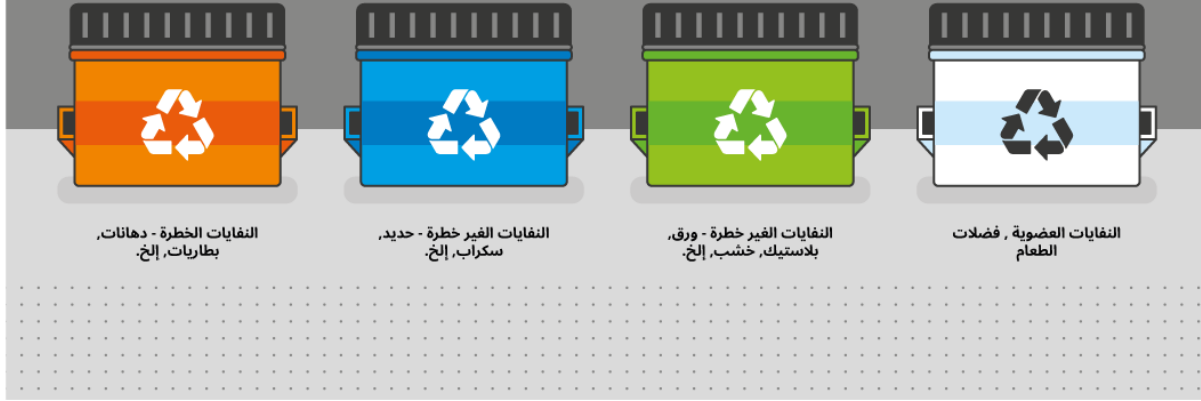 النفايات العضوية , فضلات
الطعام
النفايات الغير خطرة - ورق,
بلاستيك, خشب, إلخ.
النفايات الغير خطرة - حديد,
سكراب, إلخ.
النفايات الخطرة - دهانات,
بطاريات, إلخ.